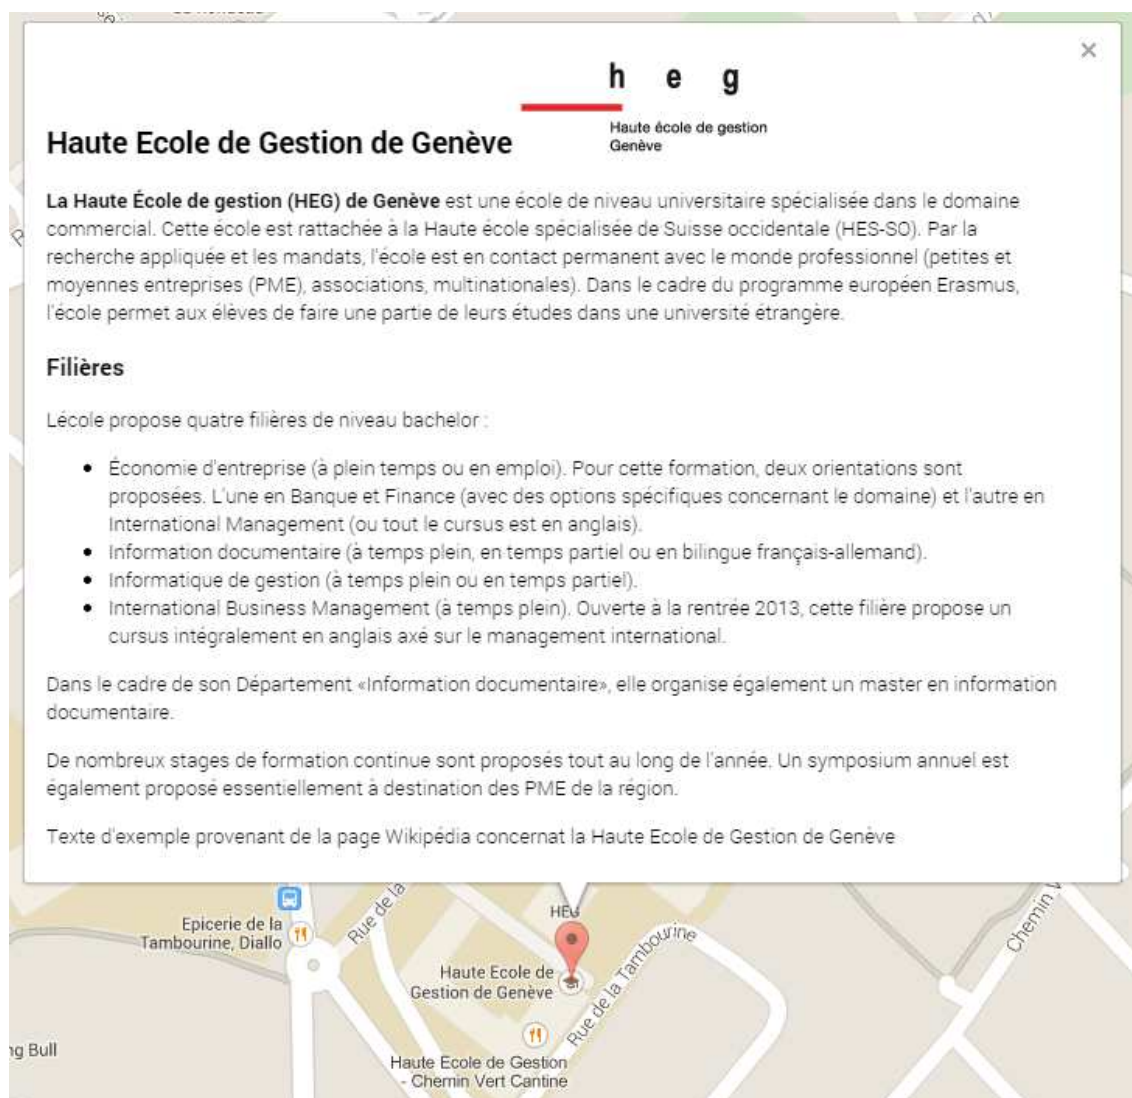 ×
h e g
Haute école de gestion
Genève
Haute Ecole de Gestion de Genève
La Haute École de gestion (HEG) de Genève est une école de niveau universitaire spécialisée dans le domaine
commercial. Cette école est rattachée à la Haute école spécialisée de Suisse occidentale (HES-SO). Par la
recherche appliquée et les mandats, l'école est en contact permanent avec le monde professionnel (petites et
moyennes entreprises (PME), associations, multinationales). Dans le cadre du programme européen Erasmus,
l'école permet aux élèves de faire une partie de leurs études dans une université étrangère.
Filières
Lécole propose quatre filières de niveau bachelor :
• Économie d'entreprise (à plein temps ou en emploi). Pour cette formation, deux orientations sont
proposées. L'une en Banque et Finance (avec des options spécifiques concernant le domaine) et l'autre en
International Management (ou tout le cursus est en anglais).
• Information documentaire (à temps plein, en temps partiel ou en bilingue français-allemand).
• Informatique de gestion (à temps plein ou en temps partiel).
• International Business Management (à temps plein). Ouverte à la rentrée 2013, cette filière propose un
cursus intégralement en anglais axé sur le management international.
Dans le cadre de son Département «Information documentaire», elle organise également un master en information
documentaire.
De nombreux stages de formation continue sont proposés tout au long de l'année. Un symposium annuel est
également proposé essentiellement à destination des PME de la région.
Texte d'exemple provenant de la page Wikipédia concernat la Haute Ecole de Gestion de Genève
Epicerie de la
Tambourine, Diallo
Rue de la
HEG
Haute Ecole de
Gestion de Genève
Rue de la Tambourine
Chemin V
ng Bull
Haute Ecole de Gestion
- Chemin Vert Cantine